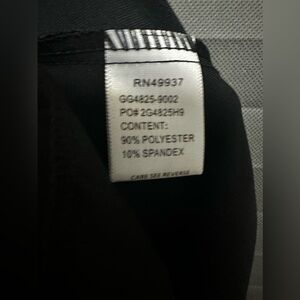 RN49937
GG4825-9002
PO# 2G4825H9
CONTENT:
90% POLYESTER
10% SPANDEX
CARE SEE REVERSE